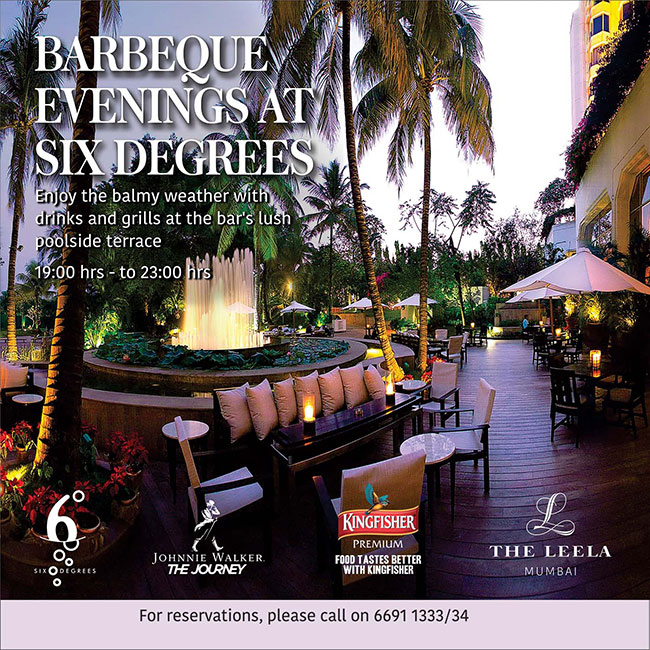 BARBEQUE
EVENINGS AT
SIX DEGREES
Enjoy the balmy weather with
drinks and grills at the bar's lush
poolside terrace
19:00 hrs - to 23:00 hrs
6
SIX DEGREES
JOHNNIE WALKER.
THE JOURNEY
KINGFISHER
PREMIUM
FOOD TASTES BETTER
WITH KINGFISHER
L
THE LEELA
MUMBAI
For reservations, please call on 6691 1333/34